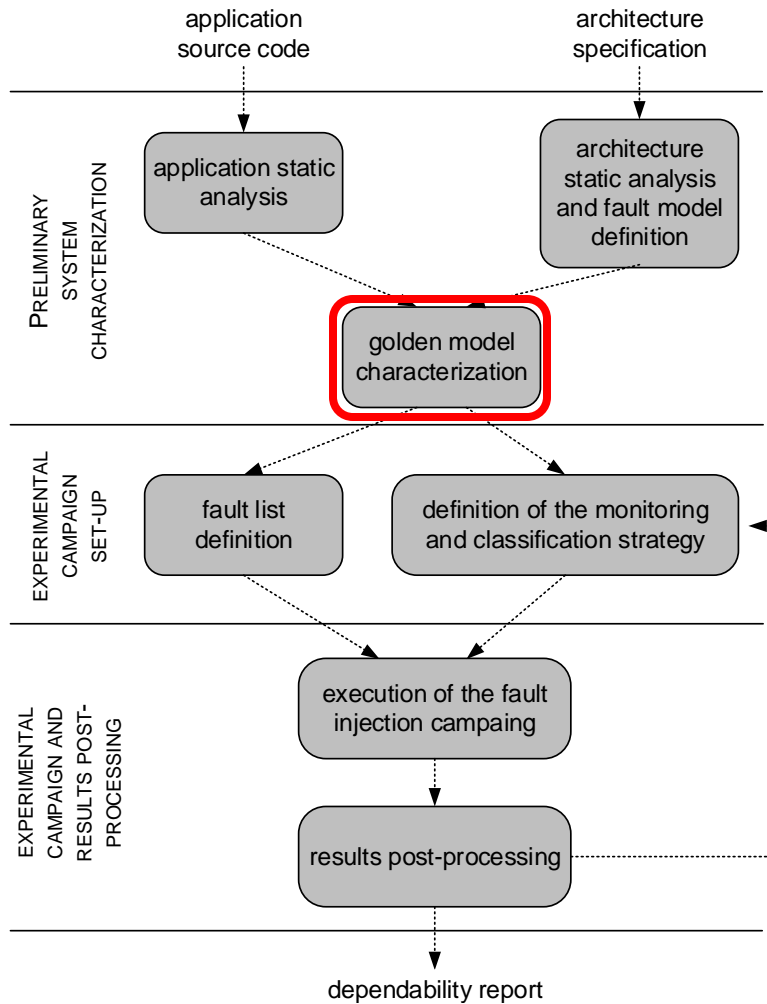 application
source code
architecture
specification
PRELIMINARY
SYSTEM
CHARACTERIZATION
application static
analysis
architecture
static analysis
and fault model
definition
golden model
characterization
EXPERIMENTAL
CAMPAIGN
SET-UP
fault list
definition
definition of the monitoring
and classification strategy
EXPERIMENTAL
CAMPAIGN AND
RESULTS POST-
PROCESSING
execution of the fault
injection campaing
results post-processing
dependability report